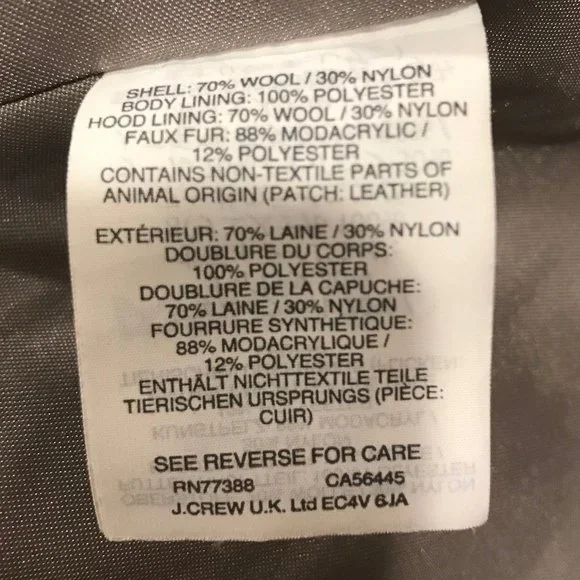 SHELL: 70% WOOL / 30% NYLON
BODY LINING: 100% POLYESTER
HOOD LINING: 70% WOOL / 30% NYLON
FAUX FUR: 88% MODACRYLIC /
12% POLYESTER
CONTAINS NON-TEXTILE PARTS OF
ANIMAL ORIGIN (PATCH: LEATHER)
EXTÉRIEUR: 70% LAINE / 30% NYLON
DOUBLURE DU CORPS:
100% POLYESTER
DOUBLURE DE LA CAPUCHE:
70% LAINE / 30% NYLON
FOURRURE SYNTHÉTIQUE:
88% MODACRYLIQUE /
12% POLYESTER
ENTHÄLT NICHTTEXTILE TEILE
TIERISCHEN URSPRUNGS (PIÈCE:
CUIR)
SEE REVERSE FOR CARE
RN77388 CA56445
J.CREW U.K. Ltd EC4V 6JA